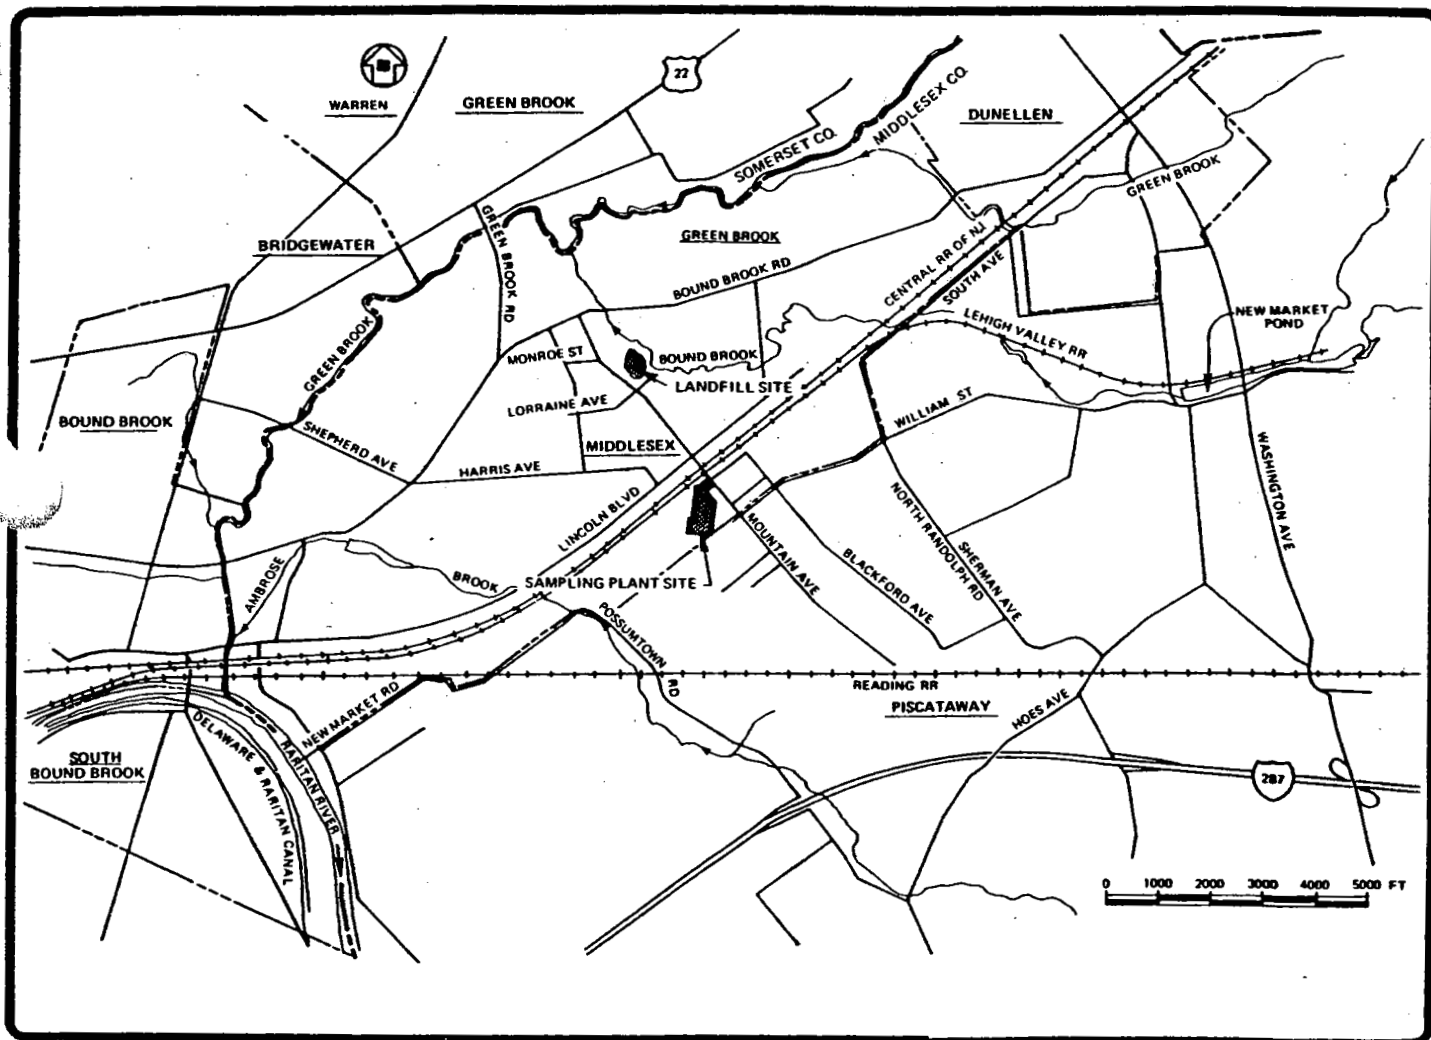 22
WARREN
GREEN BROOK
DUNELLEN
SOMERSET CO.
MIDDLESEX CO.
GREEN BROOK
GREEN BROOK RD
GREEN BROOK
BRIDGEWATER
BOUND BROOK RD
CENTRAL RR OF NJ
SOUTH AVE
NEW MARKET
POND
LEHIGH VALLEY RR
GREEN BROOK
MONROE ST
BOUND BROOK
LANDFILL SITE
LORRAINE AVE
WILLIAM ST
BOUND BROOK
SHEPHERD AVE
MIDDLESEX
HARRIS AVE
WASHINGTON AVE
LINCOLN BLVD
NORTH RANDOLPH RD
SHERMAN AVE
MOUNTAIN AVE
BLACKFORD AVE
AMBROSE
BROOK
SAMPLING PLANT SITE
POSSUMTOWN
RD
READING RR
PISCATAWAY
HOES AVE
NEW MARKET RD
SOUTH
BOUND BROOK
DELAWARE & RARITAN CANAL
RARITAN RIVER
287
0 1000 2000 3000 4000 5000 FT